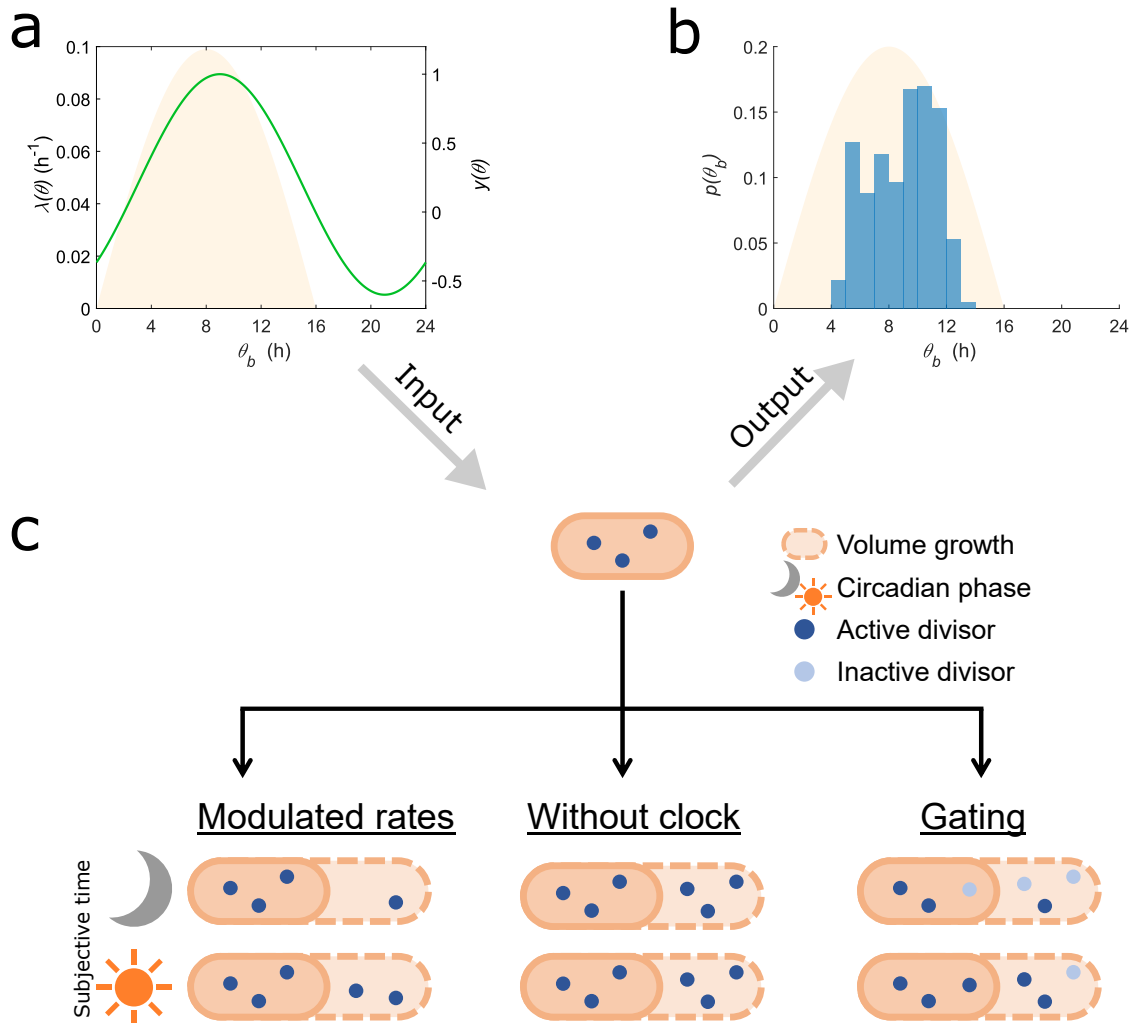 a
0.1
0.08
0.06
0.04
0.02
0
λ(θ) (h⁻¹)
1
0.5
0
-0.5
y(θ)
0 4 8 12 16 20 24
θ_b (h)
b
0.2
0.15
0.1
0.05
0
p(θ_b)
0 4 8 12 16 20 24
θ_b (h)
Input
Output
c
Volume growth
Circadian phase
Active divisor
Inactive divisor
Modulated rates Without clock Gating
Subjective time